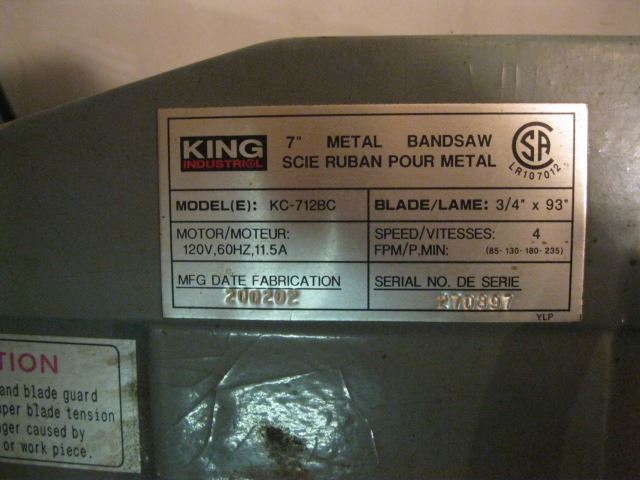 KING
INDUSTRIAL
7" METAL BANDSAW
SCIE RUBAN POUR METAL
SA
LR107012
MODEL(E): KC-712BC
BLADE/LAME: 3/4" x 93"
MOTOR/MOTEUR:
120V,60HZ,11.5A
SPEED/VITESSES: 4
FPM/P.MIN: (85-130-180-235)
MFG DATE FABRICATION
200202
SERIAL NO. DE SERIE
270897
YLP
TION
and blade guard
per blade tension
ger caused by
or work piece.